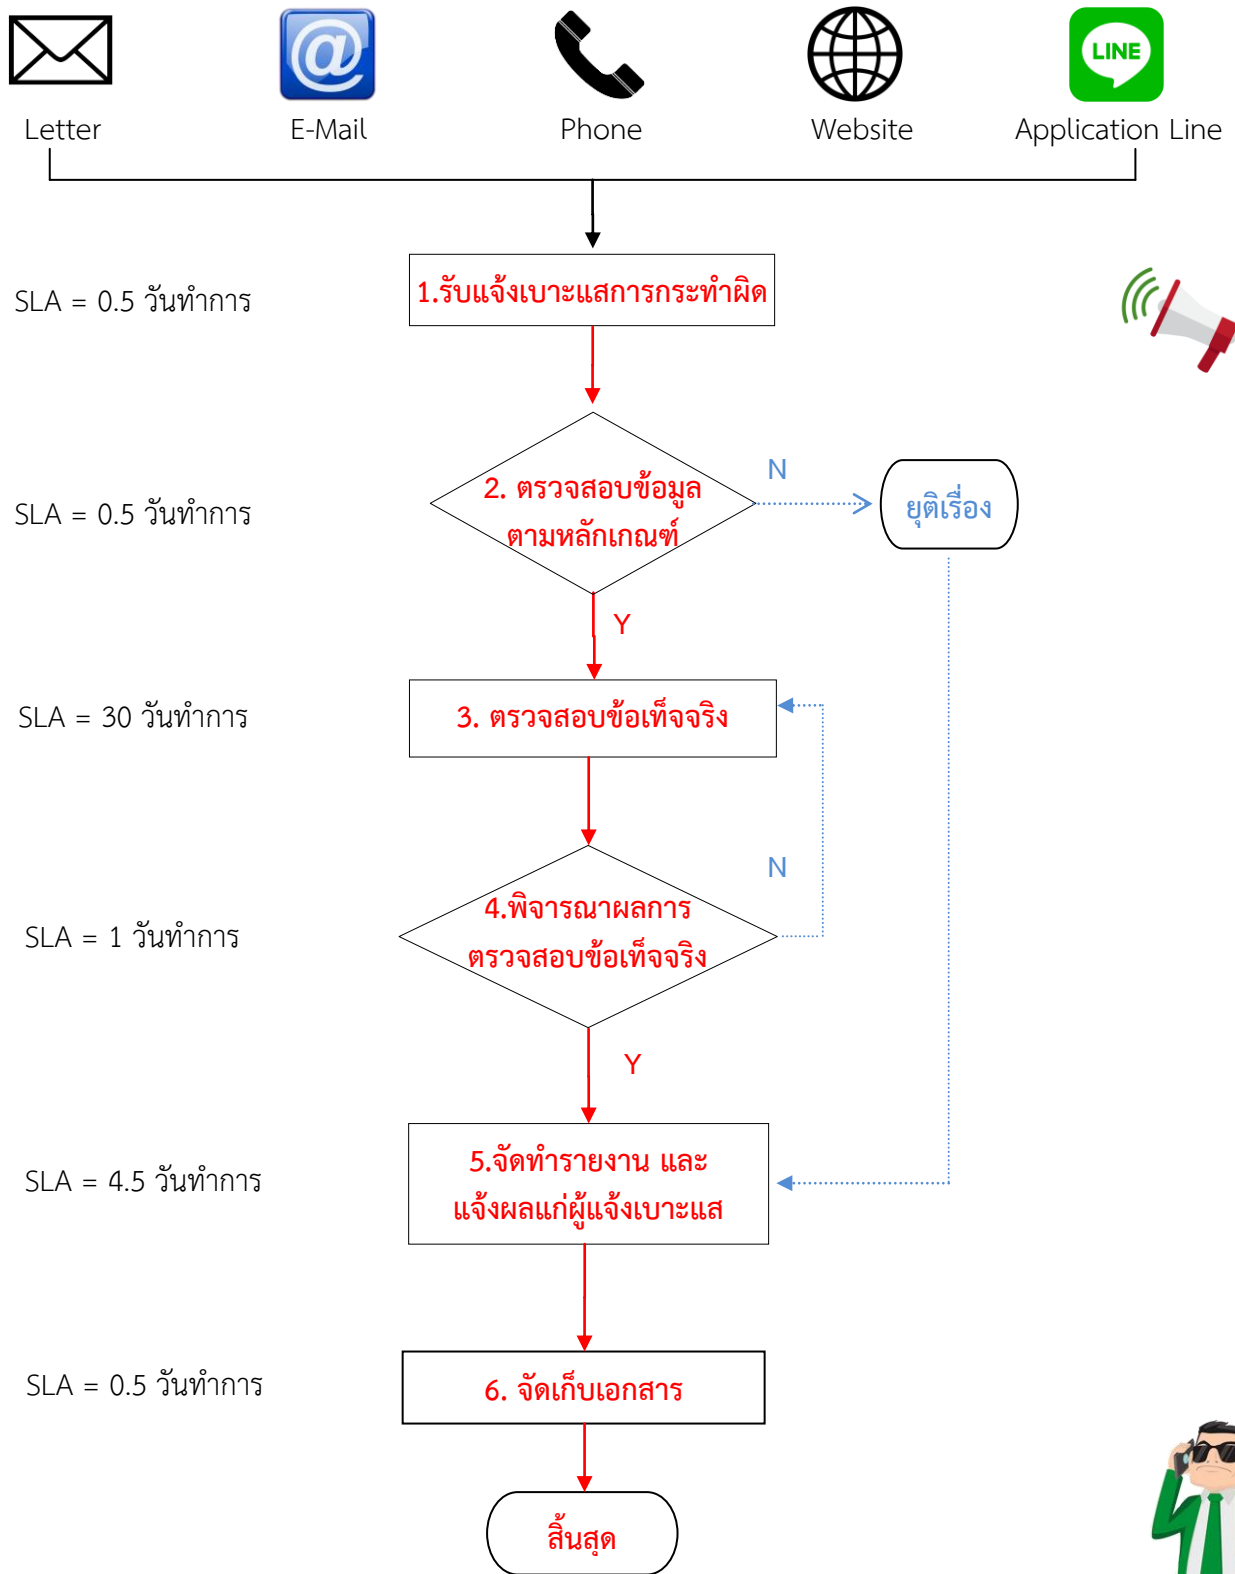 LINE
Letter
E-Mail
Phone
Website
Application Line
SLA = 0.5 วันทำการ
1.รับแจ้งเบาะแสการกระทำผิด
SLA = 0.5 วันทำการ
2. ตรวจสอบข้อมูล
ตามหลักเกณฑ์
N
ยุติเรื่อง
Y
SLA = 30 วันทำการ
3. ตรวจสอบข้อเท็จจริง
SLA = 1 วันทำการ
4.พิจารณาผลการ
ตรวจสอบข้อเท็จจริง
N
Y
SLA = 4.5 วันทำการ
5.จัดทำรายงาน และ
แจ้งผลแก่ผู้แจ้งเบาะแส
SLA = 0.5 วันทำการ
6. จัดเก็บเอกสาร
สิ้นสุด